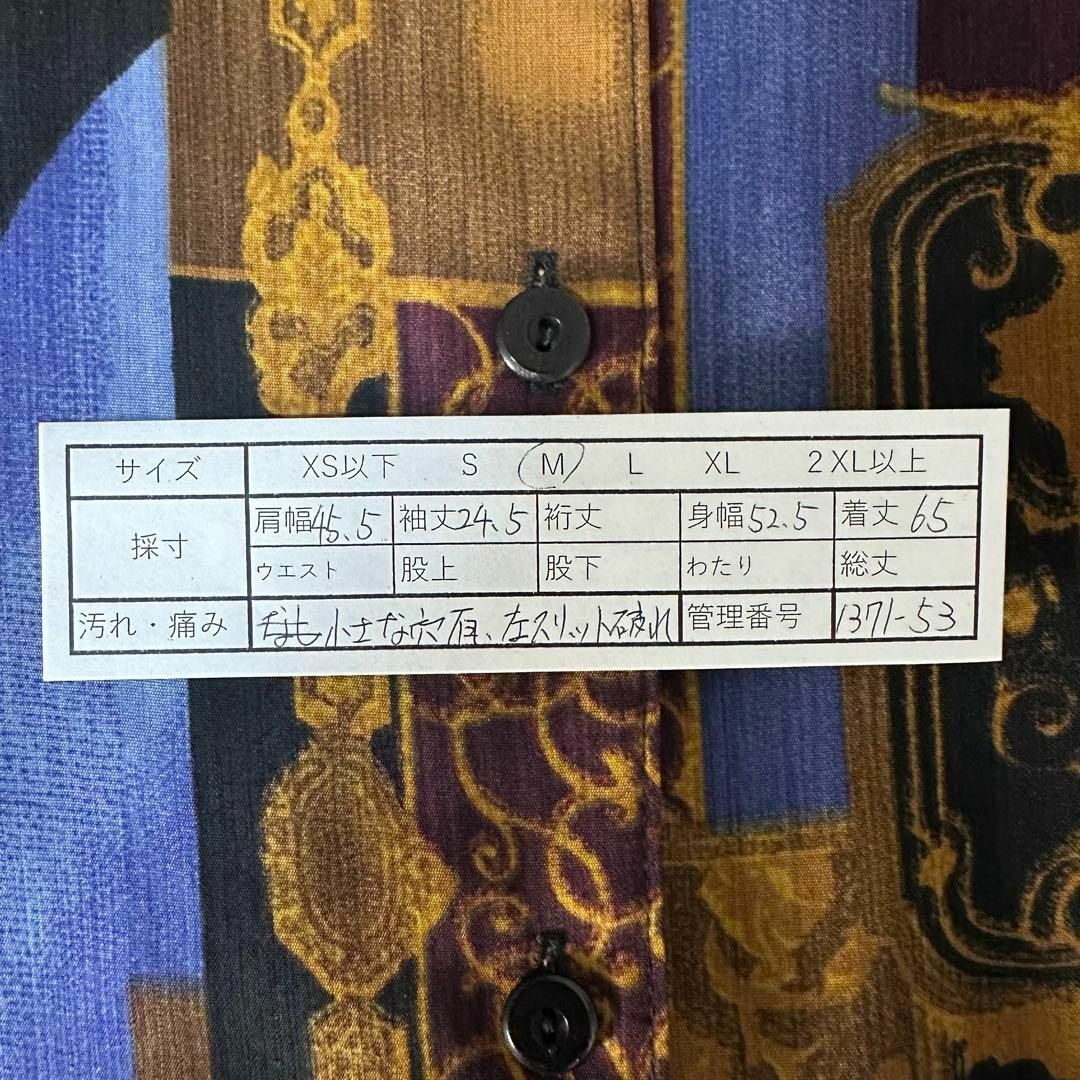 サイズ XS以下 S M L XL 2XL以上
採寸 肩幅45.5 袖丈24.5 裄丈 身幅52.5 着丈65
ウエスト 股上 股下 わたり 総丈
汚れ・痛み なし 小さな穴有、左スリット破れ 管理番号 1371-53